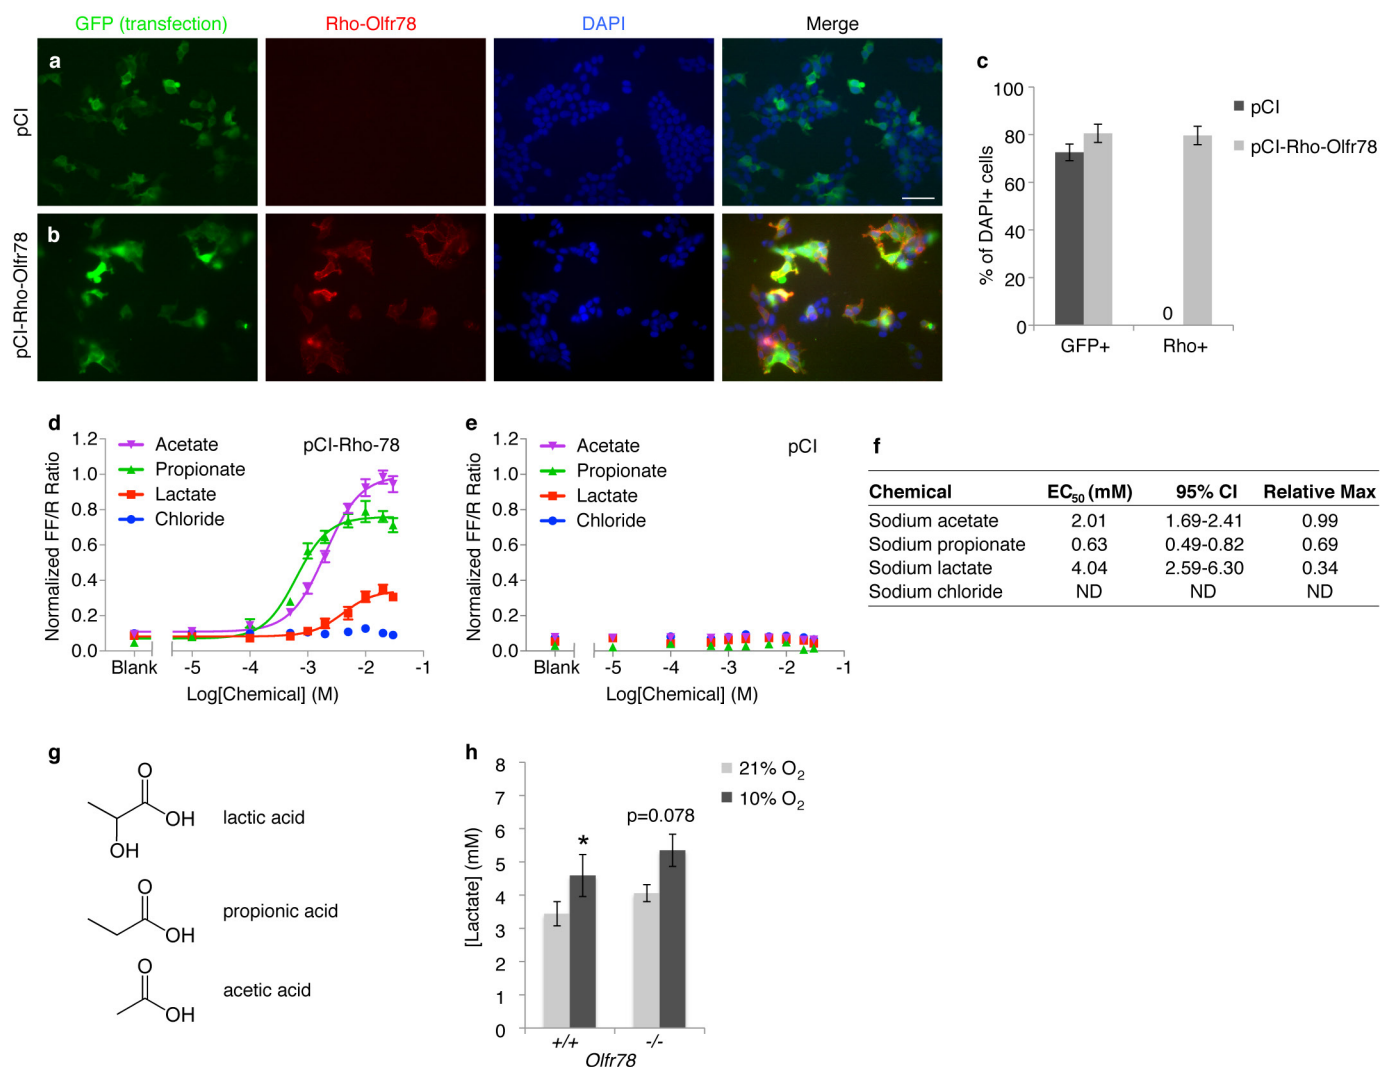 GFP (transfection) Rho-Olfr78 DAPI Merge
a
pCI
b
pCI-Rho-Olfr78
c
100
80
60
40
20
0
% of DAPI+ cells
0
GFP+ Rho+
pCI
pCI-Rho-Olfr78
d
pCI-Rho-78
Acetate
Propionate
Lactate
Chloride
1.2
1.0
0.8
0.6
0.4
0.2
0.0
Normalized FF/R Ratio
Blank -5 -4 -3 -2 -1
Log[Chemical] (M)
e
pCI
Acetate
Propionate
Lactate
Chloride
1.2
1.0
0.8
0.6
0.4
0.2
0.0
Normalized FF/R Ratio
Blank -5 -4 -3 -2 -1
Log[Chemical] (M)
f
Chemical EC50 (mM) 95% CI Relative Max
Sodium acetate 2.01 1.69-2.41 0.99
Sodium propionate 0.63 0.49-0.82 0.69
Sodium lactate 4.04 2.59-6.30 0.34
Sodium chloride ND ND ND
g
O
OH
OH
lactic acid
O
OH
propionic acid
O
OH
acetic acid
h
8
7
6
5
4
3
2
1
0
[Lactate] (mM)
*
p=0.078
21% O2
10% O2
+/+ -/-
Olfr78